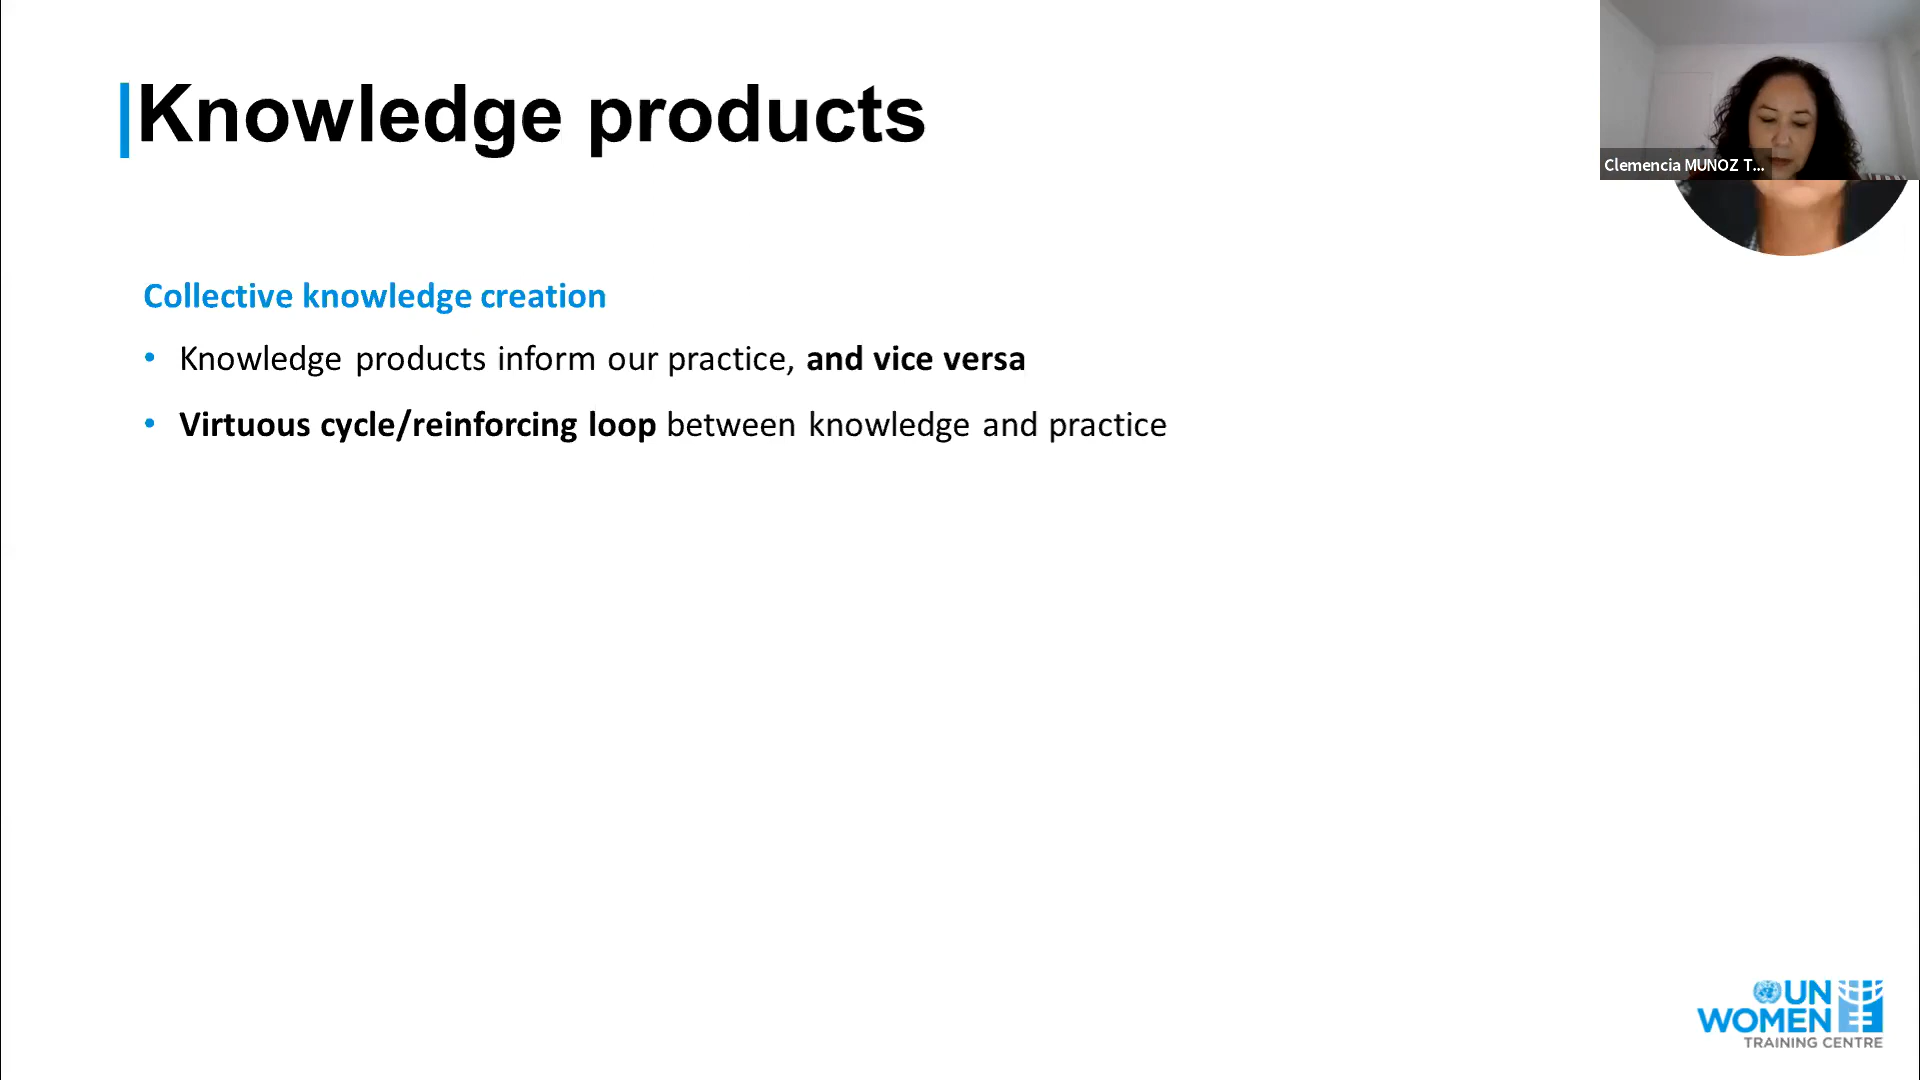 Knowledge products
Clemencia MUNOZ T...
Collective knowledge creation
• Knowledge products inform our practice, and vice versa
• Virtuous cycle/reinforcing loop between knowledge and practice
UN
WOMEN
TRAINING CENTRE